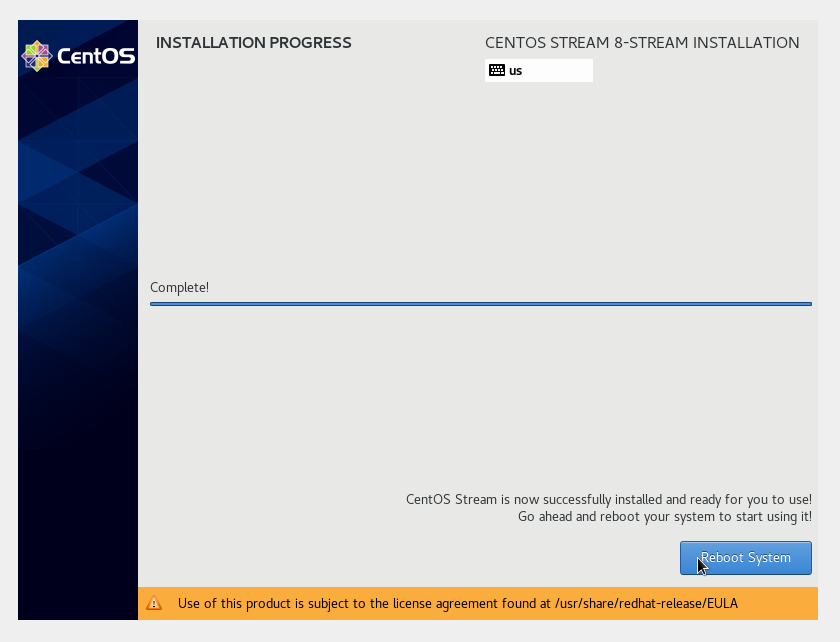 CentOS
INSTALLATION PROGRESS
CENTOS STREAM 8-STREAM INSTALLATION
us
Complete!
CentOS Stream is now successfully installed and ready for you to use!
Go ahead and reboot your system to start using it!
Reboot System
Use of this product is subject to the license agreement found at /usr/share/redhat-release/EULA